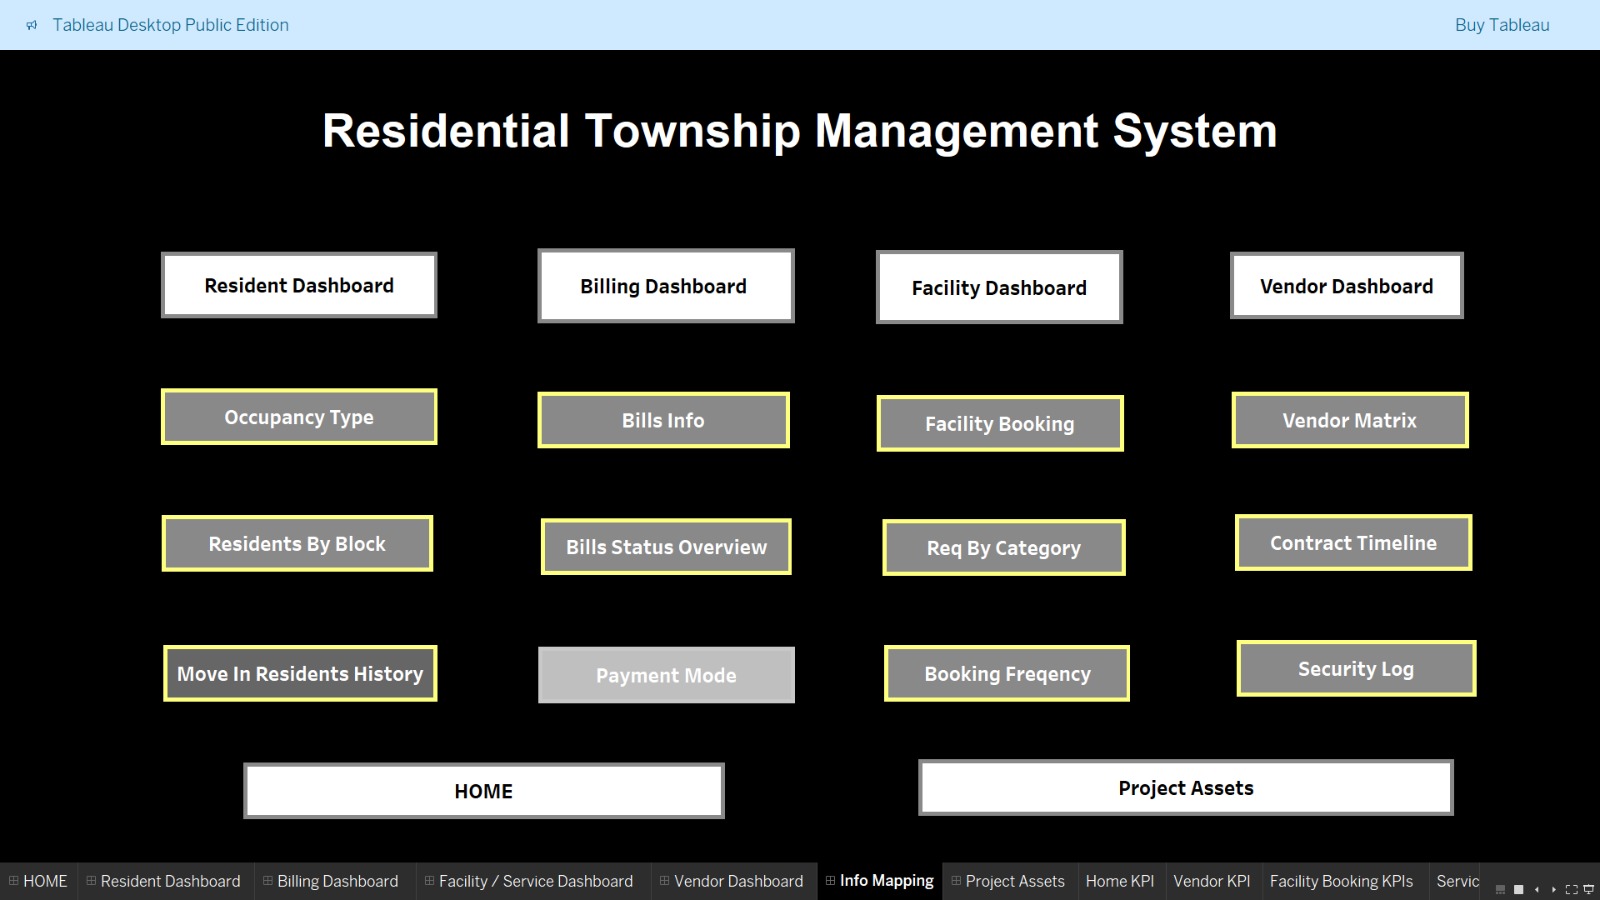 Tableau Desktop Public Edition
Buy Tableau
Residential Township Management System
Resident Dashboard
Billing Dashboard
Facility Dashboard
Vendor Dashboard
Occupancy Type
Bills Info
Facility Booking
Vendor Matrix
Residents By Block
Bills Status Overview
Req By Category
Contract Timeline
Move In Residents History
Payment Mode
Booking Freqency
Security Log
HOME
Project Assets
HOME
Resident Dashboard
Billing Dashboard
Facility / Service Dashboard
Vendor Dashboard
Info Mapping
Project Assets
Home KPI
Vendor KPI
Facility Booking KPIs
Servic